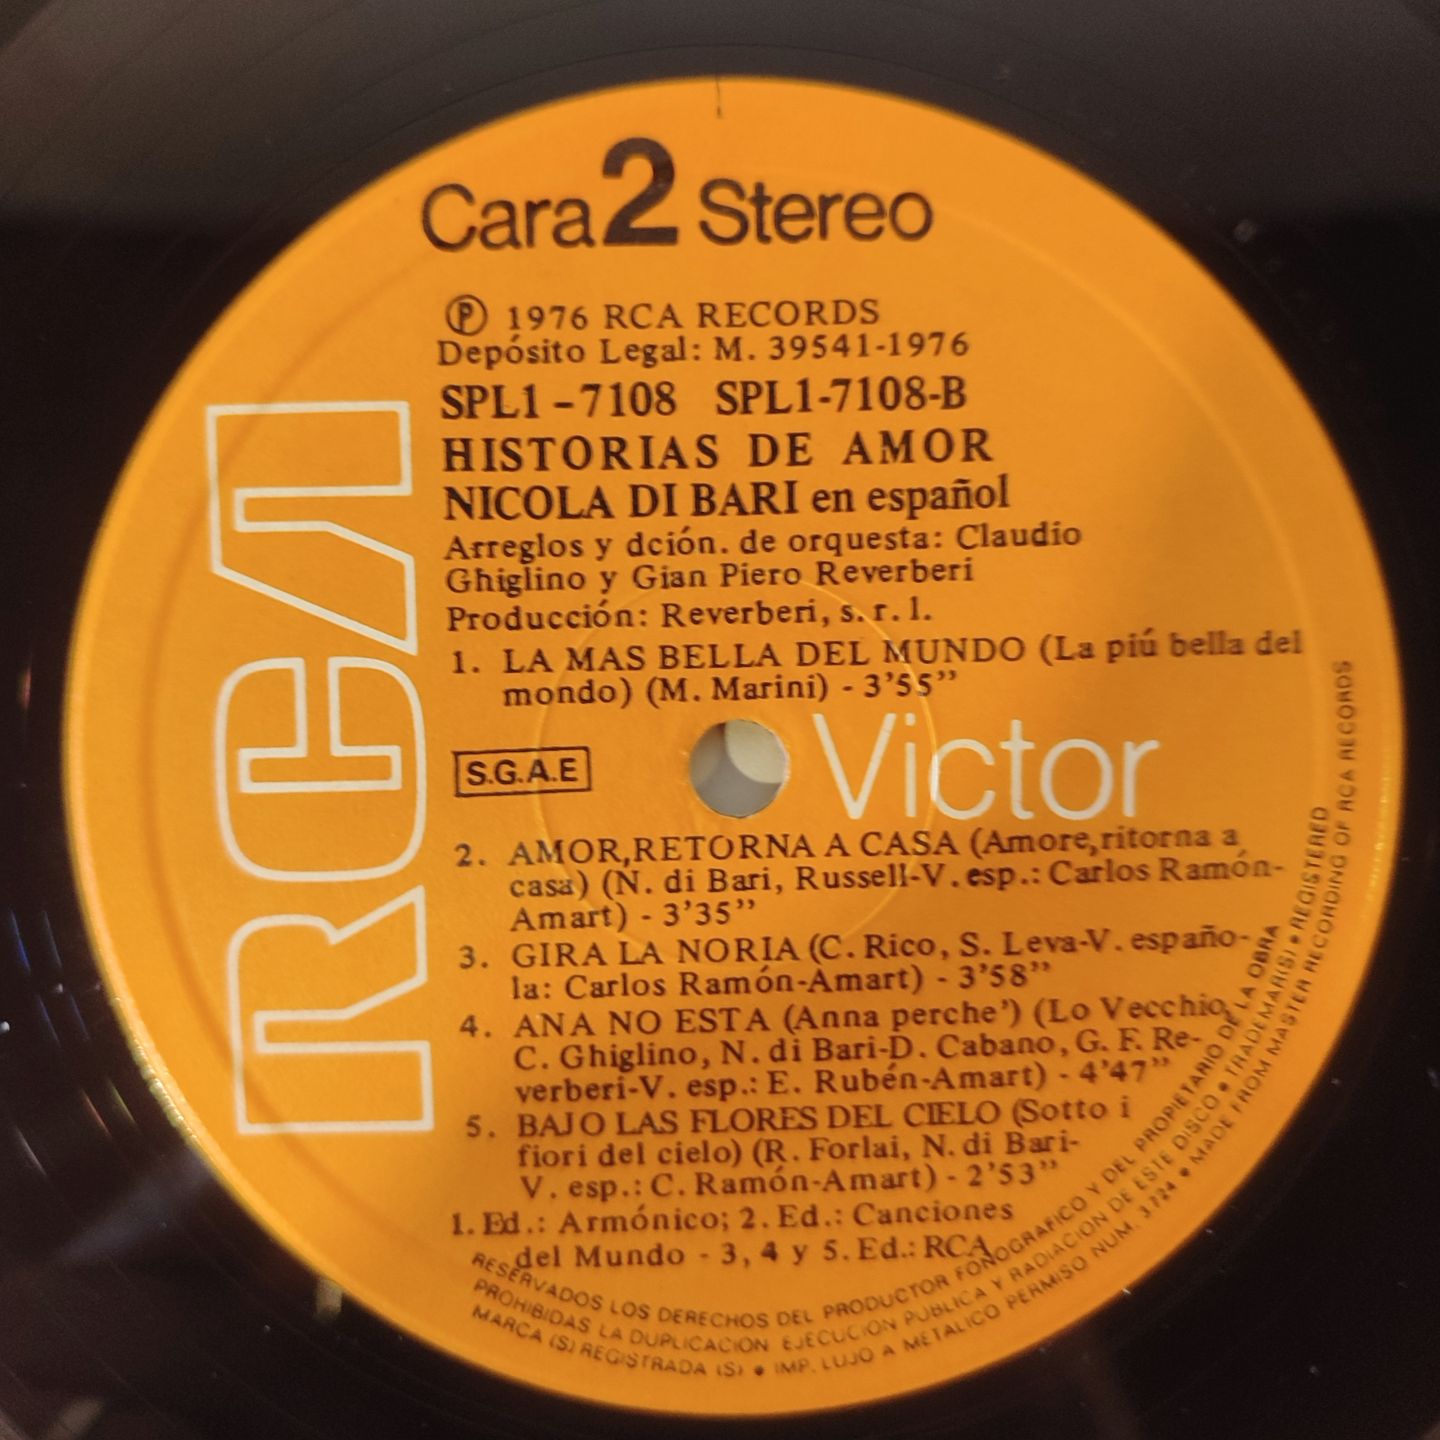 Cara 2 Stereo
Ⓟ 1976 RCA RECORDS
Depósito Legal: M. 39541-1976
SPL1-7108 SPL1-7108-B
HISTORIAS DE AMOR
NICOLA DI BARI en español
Arreglos y dción. de orquesta: Claudio
Ghiglino y Gian Piero Reverberi
Producción: Reverberi, s. r. l.
1. LA MAS BELLA DEL MUNDO (La piú bella del
mondo) (M. Marini) - 3'55"
RCA
S.G.A.E
Victor
2. AMOR, RETORNA A CASA (Amore, ritorna a
casa) (N. di Bari, Russell-V. esp.: Carlos Ramón-
Amart) - 3'35"
3. GIRA LA NORIA (C. Rico, S. Leva-V. españo-
la: Carlos Ramón-Amart) - 3'58"
4. ANA NO ESTA (Anna perche') (Lo Vecchio,
C. Ghiglino, N. di Bari-D. Cabano, G. F. Re-
verberi-V. esp.: E. Rubén-Amart) - 4'47"
5. BAJO LAS FLORES DEL CIELO (Sotto i
fiori del cielo) (R. Forlai, N. di Bari-
V. esp.: C. Ramón-Amart) - 2'53"
1. Ed.: Armónico; 2. Ed.: Canciones
del Mundo - 3, 4 y 5. Ed.: RCA
RESERVADOS LOS DERECHOS DEL PRODUCTOR FONOGRAFICO Y DEL PROPIETARIO DE LA OBRA
PROHIBIDAS LA DUPLICACION EJECUCION PUBLICA Y RADIACION DE ESTE DISCO • TRADEMARK(S) • REGISTERED
MARCA (S) REGISTRADA (S) • IMP. LUJO A METALICO PERMISO NUM. 3.724 • MADE FROM MASTER RECORDING OF RCA RECORDS